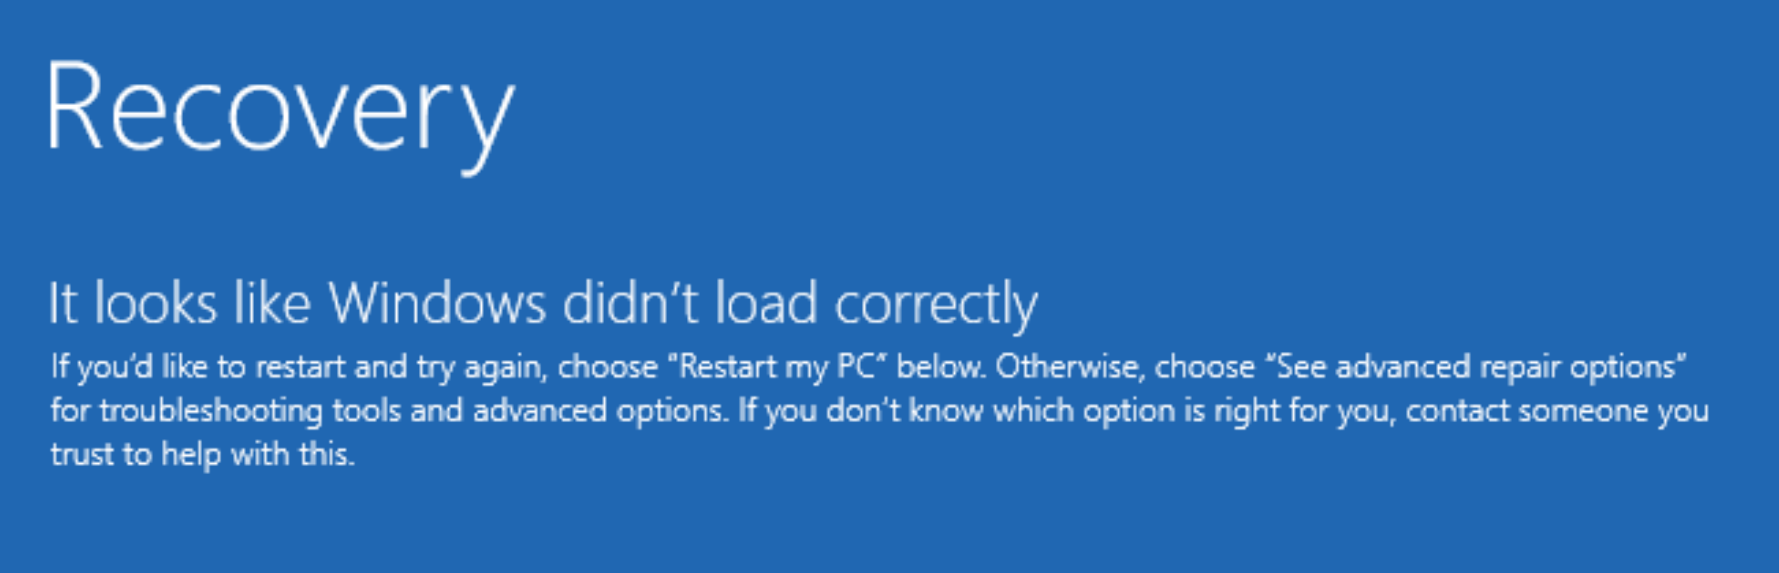 Recovery
It looks like Windows didn’t load correctly
If you’d like to restart and try again, choose “Restart my PC” below. Otherwise, choose “See advanced repair options”
for troubleshooting tools and advanced options. If you don’t know which option is right for you, contact someone you
trust to help with this.